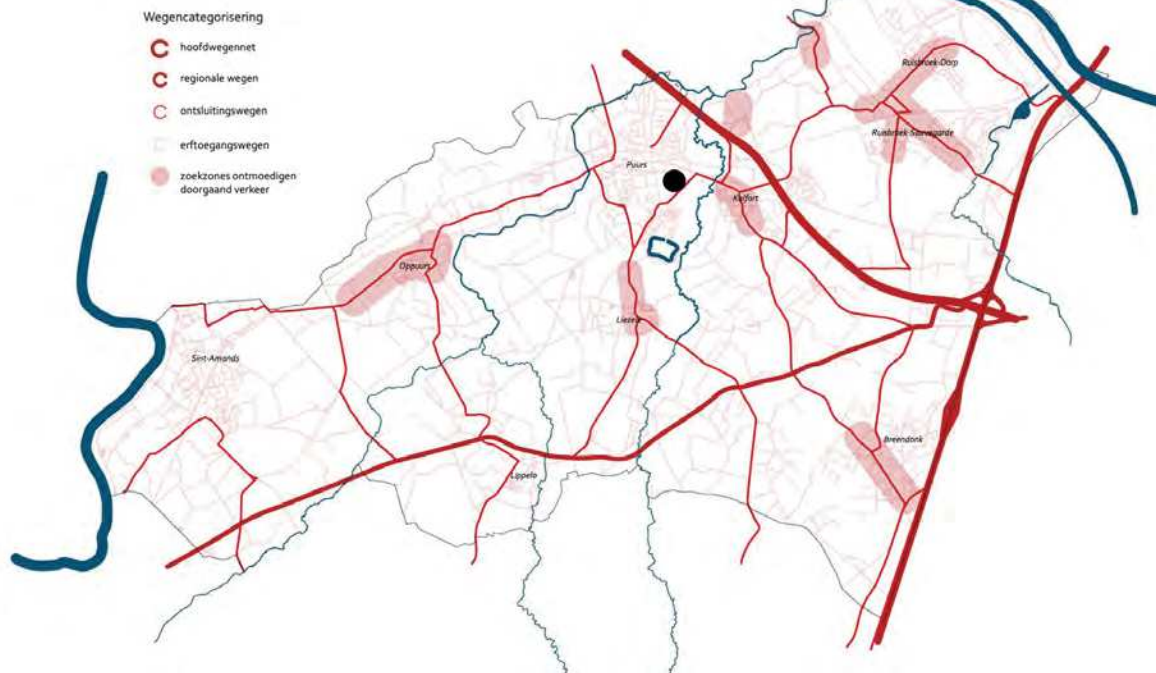 Wegencategorisering
hoofdwegennet
regionale wegen
ontsluitingswegen
erftoegangswegen
zoekzones ontmoedigen
doorgaand verkeer
Ruisbroek-Dorp
Ruisbroek-Sauvegarde
Puurs
Kalfort
Oppuurs
Liezele
Sint-Amands
Breendonk
Lippelo